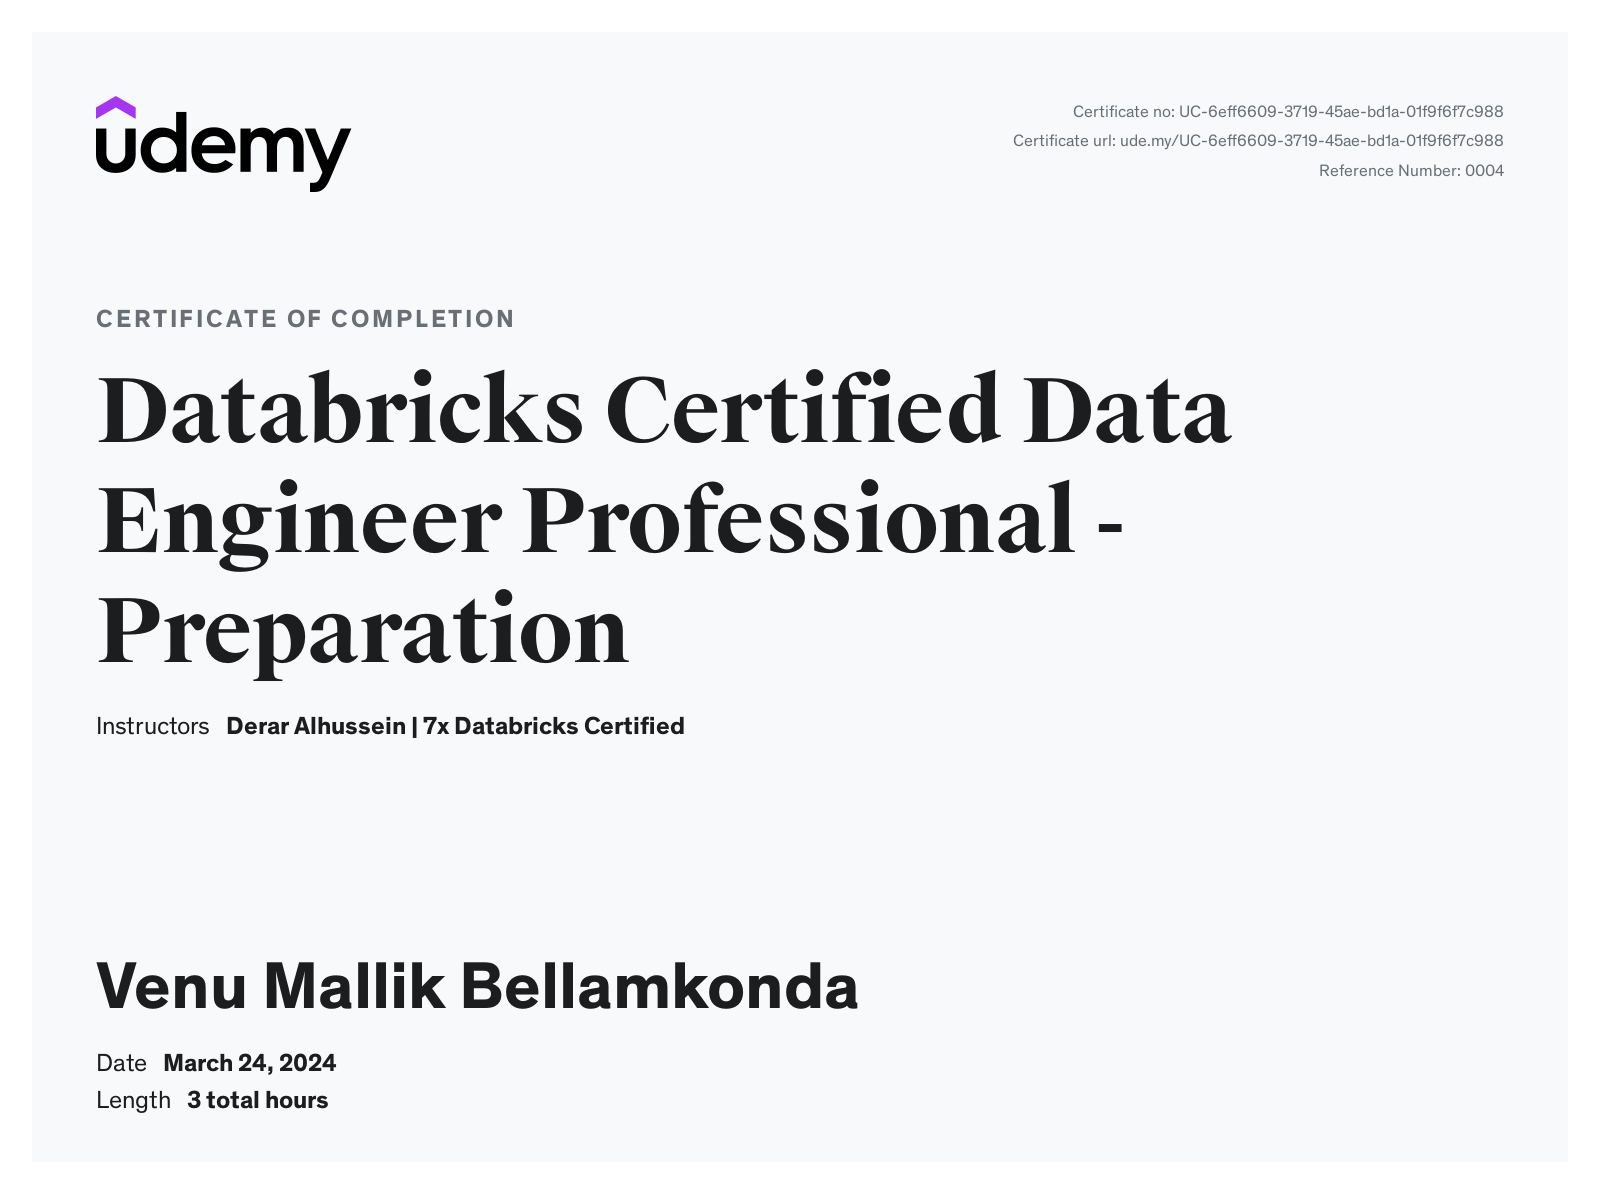 udemy
Certificate no: UC-6eff6609-3719-45ae-bd1a-01f9f6f7c988
Certificate url: ude.my/UC-6eff6609-3719-45ae-bd1a-01f9f6f7c988
Reference Number: 0004
CERTIFICATE OF COMPLETION
Databricks Certified Data
Engineer Professional -
Preparation
Instructors Derar Alhussein | 7x Databricks Certified
Venu Mallik Bellamkonda
Date March 24, 2024
Length 3 total hours